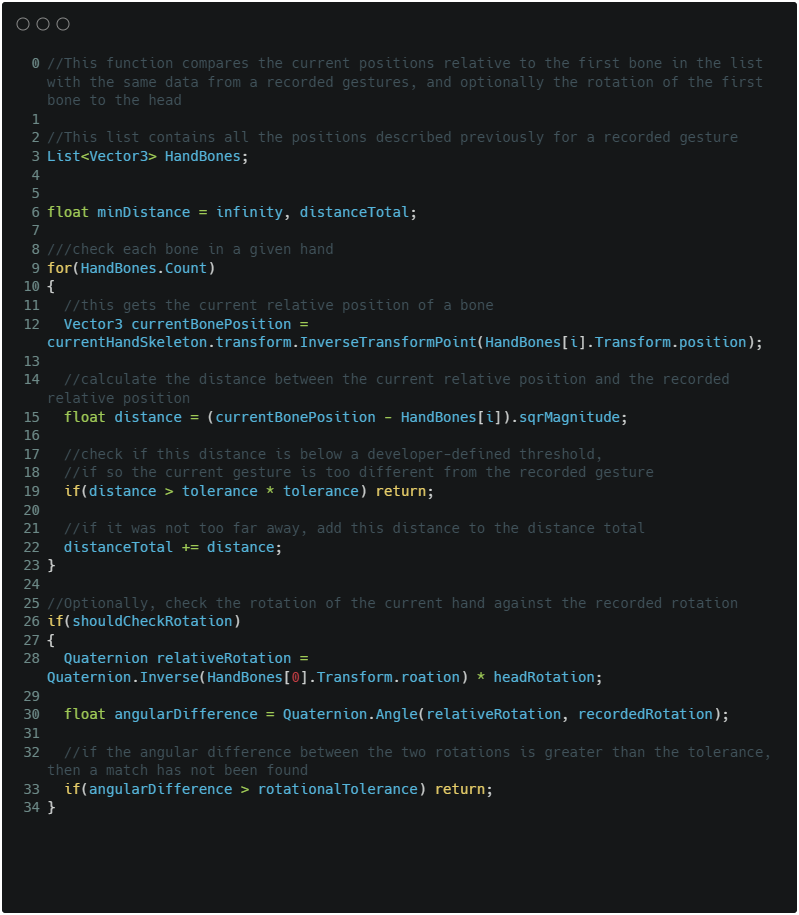 0 //This function compares the current positions relative to the first bone in the list
with the same data from a recorded gestures, and optionally the rotation of the first
bone to the head
1
2 //This list contains all the positions described previously for a recorded gesture
3 List<Vector3> HandBones;
4
5
6 float minDistance = infinity, distanceTotal;
7
8 ///check each bone in a given hand
9 for(HandBones.Count)
10 {
11   //this gets the current relative position of a bone
12   Vector3 currentBonePosition =
currentHandSkeleton.transform.InverseTransformPoint(HandBones[i].Transform.position);
13
14   //calculate the distance between the current relative position and the recorded
relative position
15   float distance = (currentBonePosition - HandBones[i]).sqrMagnitude;
16
17   //check if this distance is below a developer-defined threshold,
18   //if so the current gesture is too different from the recorded gesture
19   if(distance > tolerance * tolerance) return;
20
21   //if it was not too far away, add this distance to the distance total
22   distanceTotal += distance;
23 }
24
25 //Optionally, check the rotation of the current hand against the recorded rotation
26 if(shouldCheckRotation)
27 {
28   Quaternion relativeRotation =
Quaternion.Inverse(HandBones[0].Transform.roation) * headRotation;
29
30   float angularDifference = Quaternion.Angle(relativeRotation, recordedRotation);
31
32   //if the angular difference between the two rotations is greater than the tolerance,
then a match has not been found
33   if(angularDifference > rotationalTolerance) return;
34 }